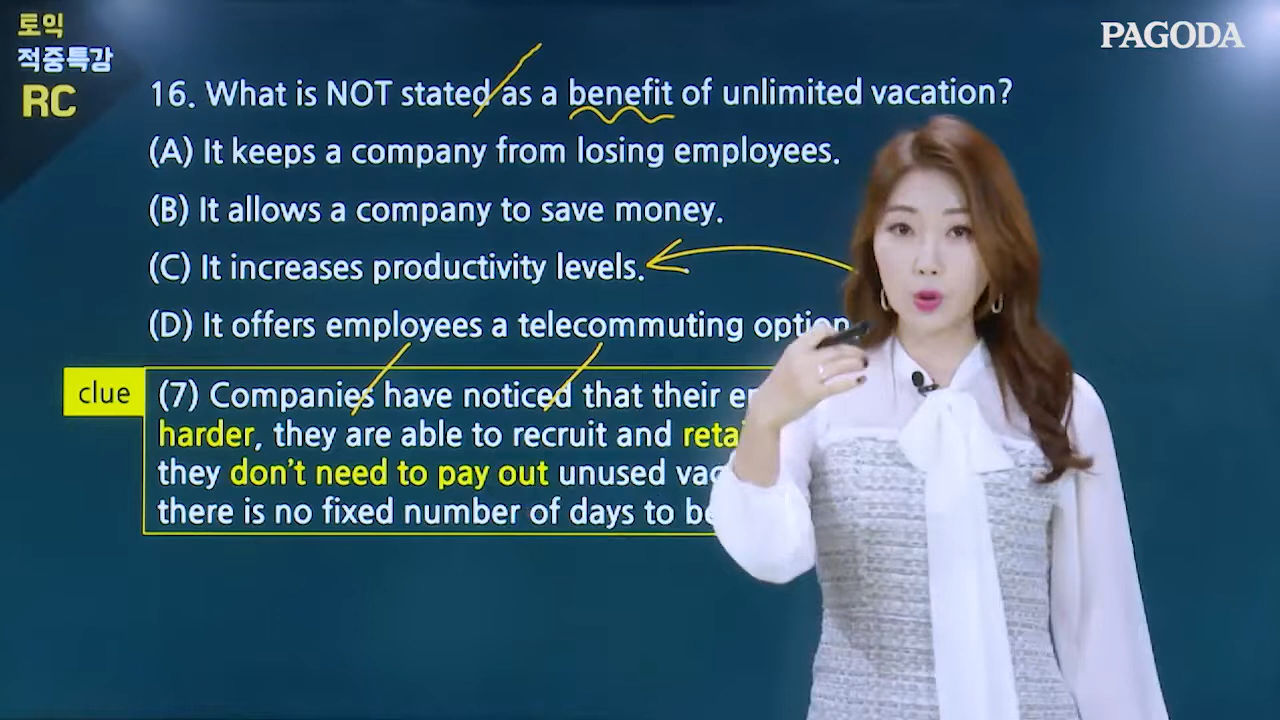 토익
적중특강
RC
PAGODA
16. What is NOT stated as a benefit of unlimited vacation?
(A) It keeps a company from losing employees.
(B) It allows a company to save money.
(C) It increases productivity levels.
(D) It offers employees a telecommuting option
clue
(7) Companies have noticed that their
harder, they are able to recruit and
they don't need to pay out unused
there is no fixed number of days to